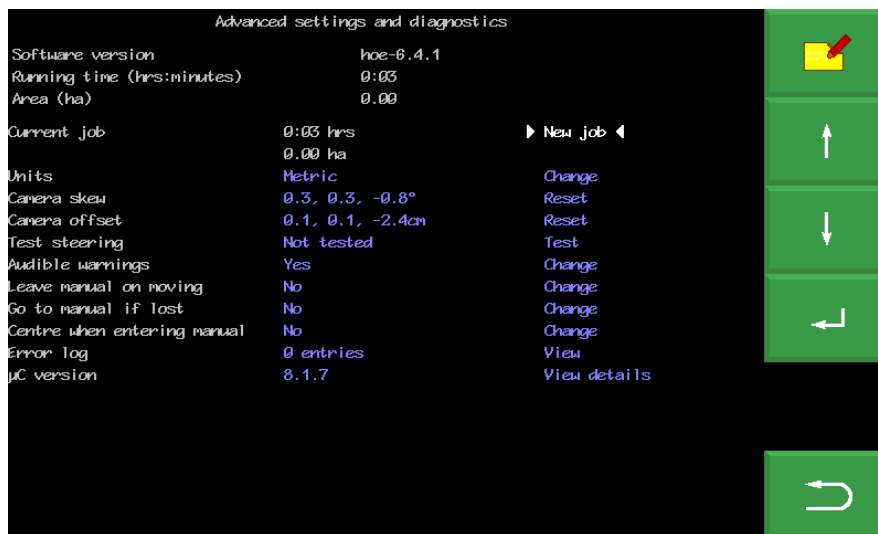 Advanced settings and diagnostics
Software version hoe-6.4.1
Running time (hrs:minutes) 0:03
Area (ha) 0.00
Current job 0:03 hrs New job
0.00 ha
Units Metric Change
Camera skew 0.3, 0.3, -0.8° Reset
Camera offset 0.1, 0.1, -2.4cm Reset
Test steering Not tested Test
Audible warnings Yes Change
Leave manual on moving No Change
Go to manual if lost No Change
Centre when entering manual No Change
Error log 0 entries View
µC version 8.1.7 View details